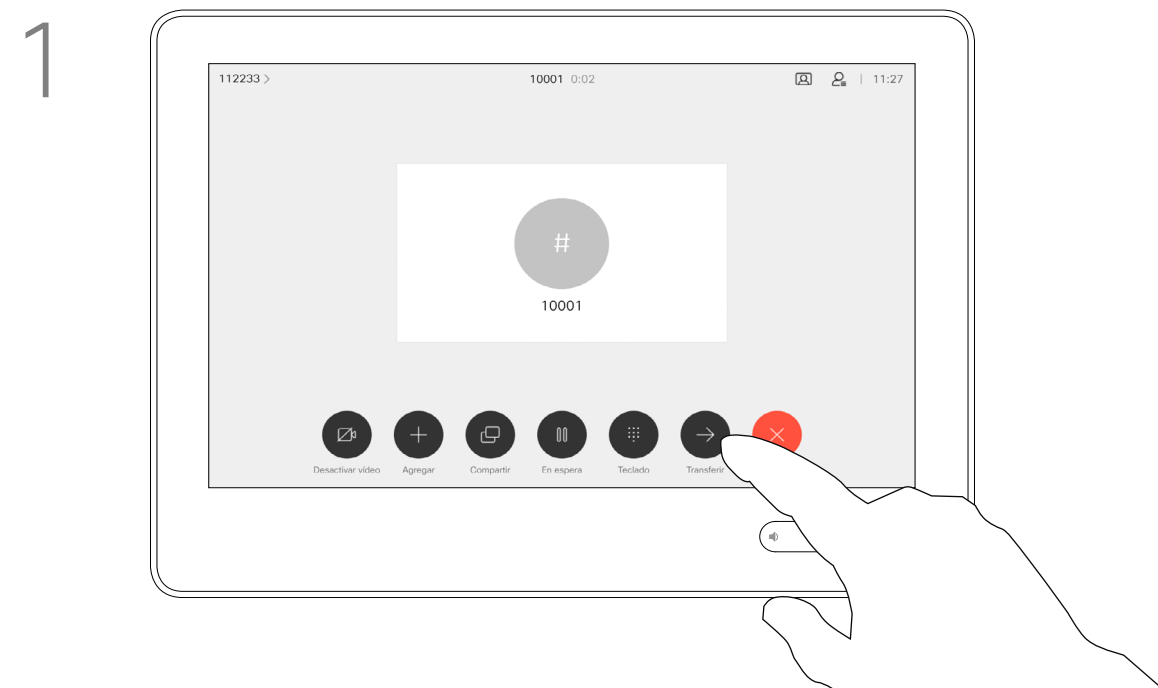 1
112233 >
10001 0:02
11:27
#
10001
Desactivar vídeo
Agregar
Compartir
En espera
Teclado
Transferir